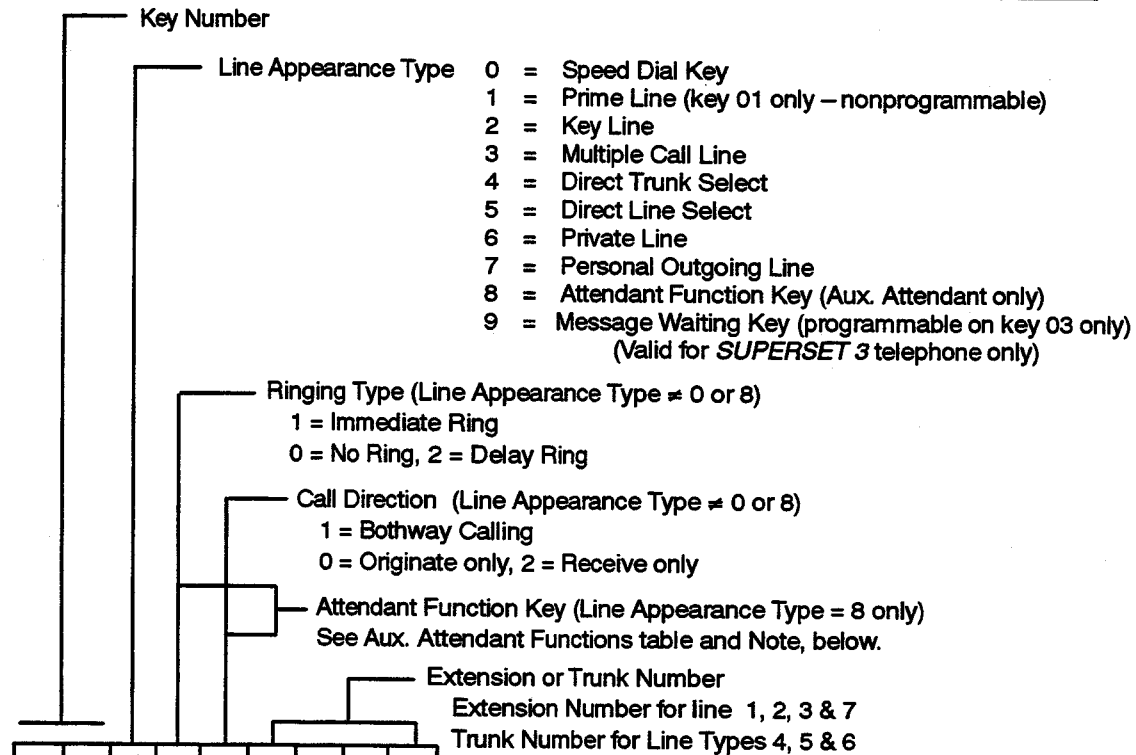 Key Number
Line Appearance Type 0 = Speed Dial Key
1 = Prime Line (key 01 only – nonprogrammable)
2 = Key Line
3 = Multiple Call Line
4 = Direct Trunk Select
5 = Direct Line Select
6 = Private Line
7 = Personal Outgoing Line
8 = Attendant Function Key (Aux. Attendant only)
9 = Message Waiting Key (programmable on key 03 only)
(Valid for SUPERSET 3 telephone only)
Ringing Type (Line Appearance Type ≠ 0 or 8)
1 = Immediate Ring
0 = No Ring, 2 = Delay Ring
Call Direction (Line Appearance Type ≠ 0 or 8)
1 = Bothway Calling
0 = Originate only, 2 = Receive only
Attendant Function Key (Line Appearance Type = 8 only)
See Aux. Attendant Functions table and Note, below.
Extension or Trunk Number
Extension Number for line 1, 2, 3 & 7
Trunk Number for Line Types 4, 5 & 6